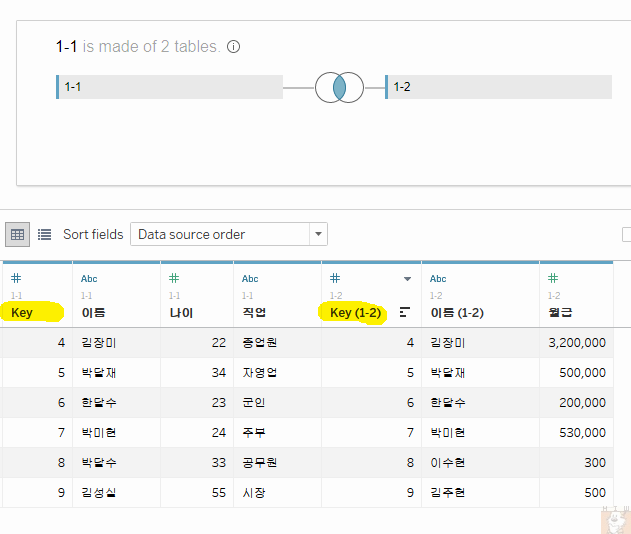 1-1 is made of 2 tables.
1-1
1-2
Sort fields
Data source order
# Abc # Abc # Abc #
1-1 1-1 1-1 1-1 1-2 1-2 1-2
Key 이름 나이 직업 Key (1-2) 이름 (1-2) 월급
4 김장미 22 종업원 4 김장미 3,200,000
5 박달재 34 자영업 5 박달재 500,000
6 한달수 23 군인 6 한달수 200,000
7 박미현 24 주부 7 박미현 530,000
8 박달수 33 공무원 8 이수현 300
9 김성실 55 시장 9 김주현 500